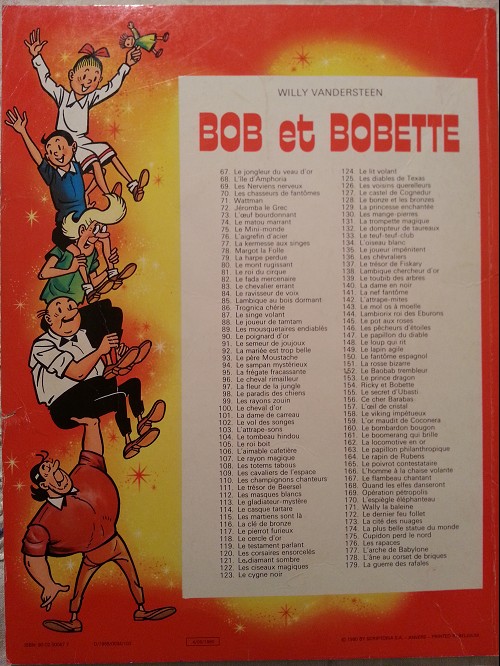 WILLY VANDERSTEEN
BOB et BOBETTE
67. Le jongleur du veau d'or
68. L'île d'Amphoria
69. Les Nerviens nerveux
70. Les chasseurs de fantômes
71. Wattman
72. Jéromba le Grec
73. L'œuf bourdonnant
74. Le matou marrant
75. Le Mini-monde
76. L'aigrefin d'acier
77. La kermesse aux singes
78. Margot la Folle
79. La harpe perdue
80. Le mont rugissant
81. Le roi du cirque
82. Le fada mercenaire
83. Le chevalier errant
84. Le ravisseur de voix
85. Lambique au bois dormant
86. Trognica chérie
87. Le singe volant
88. Le joueur de tamtam
89. Les mousquetaires endiablés
90. Le poignard d'or
91. Le semeur de joujoux
92. La mariée est trop belle
93. Le père Moustache
94. Le sampan mystérieux
95. La frégate fracassante
96. Le cheval rimailleur
97. La fleur de la jungle
98. Le paradis des chiens
99. Les rayons zouin
100. Le cheval d'or
101. La dame de carreau
102. Le vol des songes
103. L'attrape-sons
104. Le tombeau hindou
105. Le roi boit
106. L'aimable cafetière
107. Le rayon magique
108. Les totems tabous
109. Les cavaliers de l'espace
110. Les champignons chanteurs
111. Le trésor de Beersel
112. Les masques blancs
113. Le gladiateur-mystère
114. Le casque tartare
115. Les martiens sont là
116. La clé de bronze
117. Le pierrot furieux
118. Le cercle d'or
119. Le testament parlant
120. Les corsaires ensorcelés
121. Le diamant sombre
122. Les ciseaux magiques
123. Le cygne noir
124. Le lit volant
125. Les diables de Texas
126. Les voisins querelleurs
127. Le castel de Cognedur
128. Le bonze et les bronzes
129. La princesse enchantée
130. Les mange-pierres
131. La trompette magique
132. Le dompteur de taureaux
133. Le teuf-teuf-club
134. L'oiseau blanc
135. Le joueur impénitent
136. Les chévraliers
137. Le trésor de Fiskary
138. Lambique chercheur d'or
139. Le toubib des arbres
140. La dame en noir
141. La nef fantôme
142. L'attrape-mites
143. Le mol os à moelle
144. Lambiorix roi des Eburons
145. Le pot aux roses
146. Les pêcheurs d'étoiles
147. Le papillon du diable
148. Le loup qui rit
149. Le lapin agile
150. Le fantôme espagnol
151. La rosse bizarre
152. Le Baobab trembleur
153. Le prince dragon
154. Ricky et Bobette
155. Le secret d'Ubasti
156. Ce cher Barabas
157. L'œil de cristal
158. Le viking impétueux
159. L'or maudit de Coconera
160. Le bombardon bougon
161. Le boomerang qui brille
162. La locomotive en or
163. Le papillon philanthropique
164. Le rapin de Rubens
165. Le poivrot contestataire
166. L'homme à la chaise volante
167. Le flambeau chantant
168. Quand les elfes danseront
169. Opération pétropolis
170. L'espiègle éléphanteau
171. Wally la baleine
172. Le dernier feu follet
173. La cité des nuages
174. La plus belle statue du monde
175. Cupidon perd le nord
176. Les rapaces
177. L'arche de Babylone
178. L'âne au sorbet de briques
179. La guerre des rafales